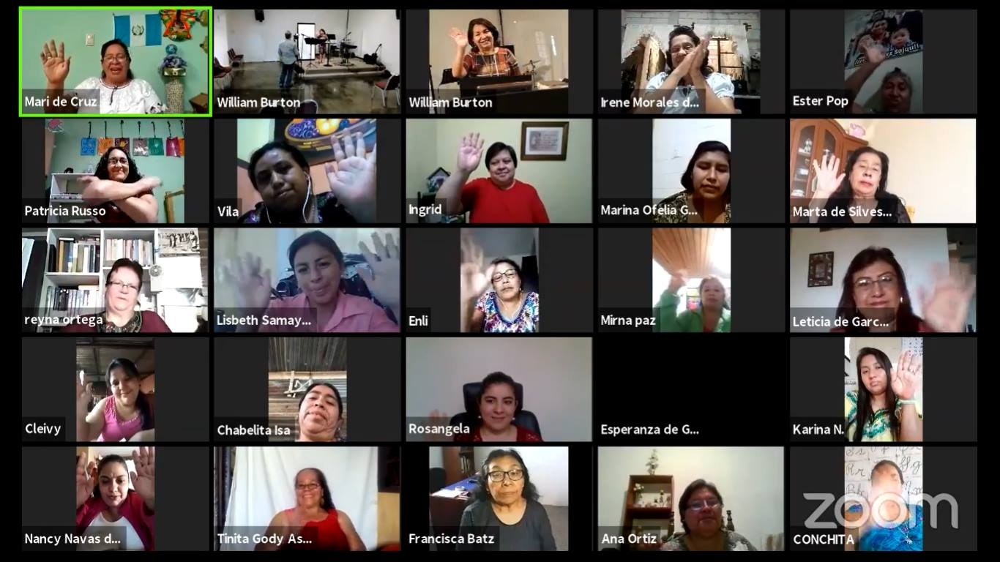 Mari de Cruz
William Burton
William Burton
Irene Morales d...
Ester Pop
Patricia Russo
Vila
Ingrid
Marina Ofelia G...
Marta de Silves...
reyna ortega
Lisbeth Samay...
Enli
Mirna paz
Leticia de Garc...
Cleivy
Chabelita Isa
Rosangela
Esperanza de G...
Karina N.
Nancy Navas d...
Tinita Gody As...
Francisca Batz
Ana Ortiz
CONCHITA
zoom